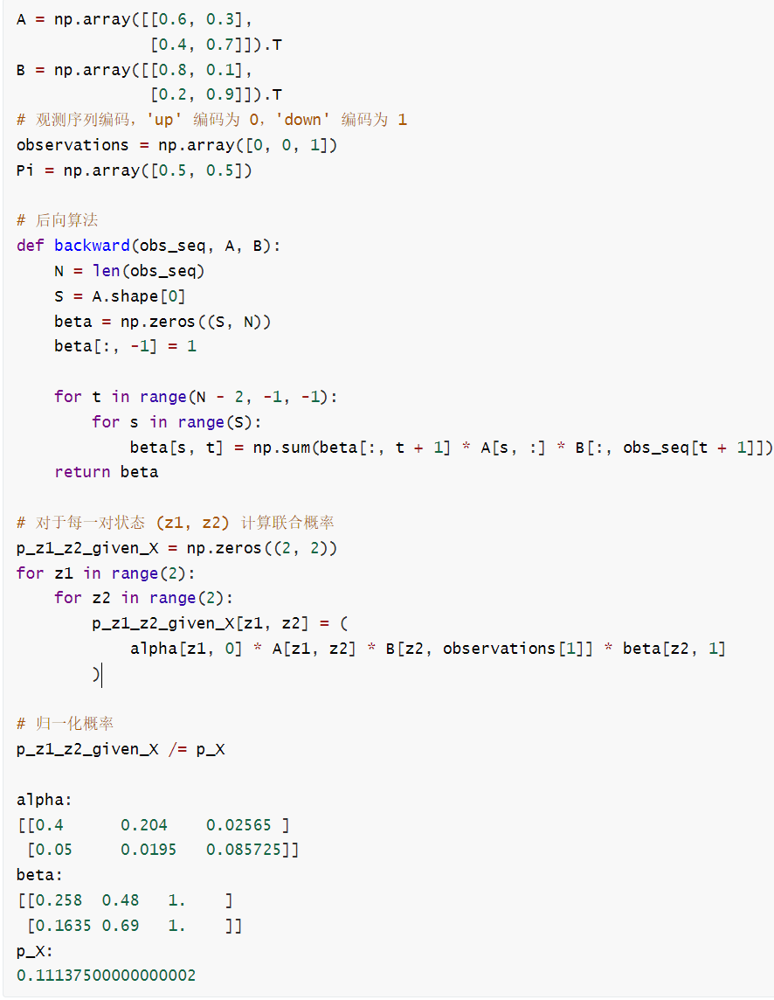 A = np.array([[0.6, 0.3],
              [0.4, 0.7]]).T
B = np.array([[0.8, 0.1],
              [0.2, 0.9]]).T
# 观测序列编码，'up' 编码为 0，'down' 编码为 1
observations = np.array([0, 0, 1])
Pi = np.array([0.5, 0.5])

# 后向算法
def backward(obs_seq, A, B):
    N = len(obs_seq)
    S = A.shape[0]
    beta = np.zeros((S, N))
    beta[:, -1] = 1

    for t in range(N - 2, -1, -1):
        for s in range(S):
            beta[s, t] = np.sum(beta[:, t + 1] * A[s, :] * B[:, obs_seq[t + 1]])
    return beta

# 对于每一对状态 (z1, z2) 计算联合概率
p_z1_z2_given_X = np.zeros((2, 2))
for z1 in range(2):
    for z2 in range(2):
        p_z1_z2_given_X[z1, z2] = (
            alpha[z1, 0] * A[z1, z2] * B[z2, observations[1]] * beta[z2, 1]
        )

# 归一化概率
p_z1_z2_given_X /= p_X

alpha:
[[0.4      0.204    0.02565 ]
 [0.05     0.0195   0.085725]]
beta:
[[0.258  0.48   1.    ]
 [0.1635 0.69   1.    ]]
p_X:
0.11137500000000002